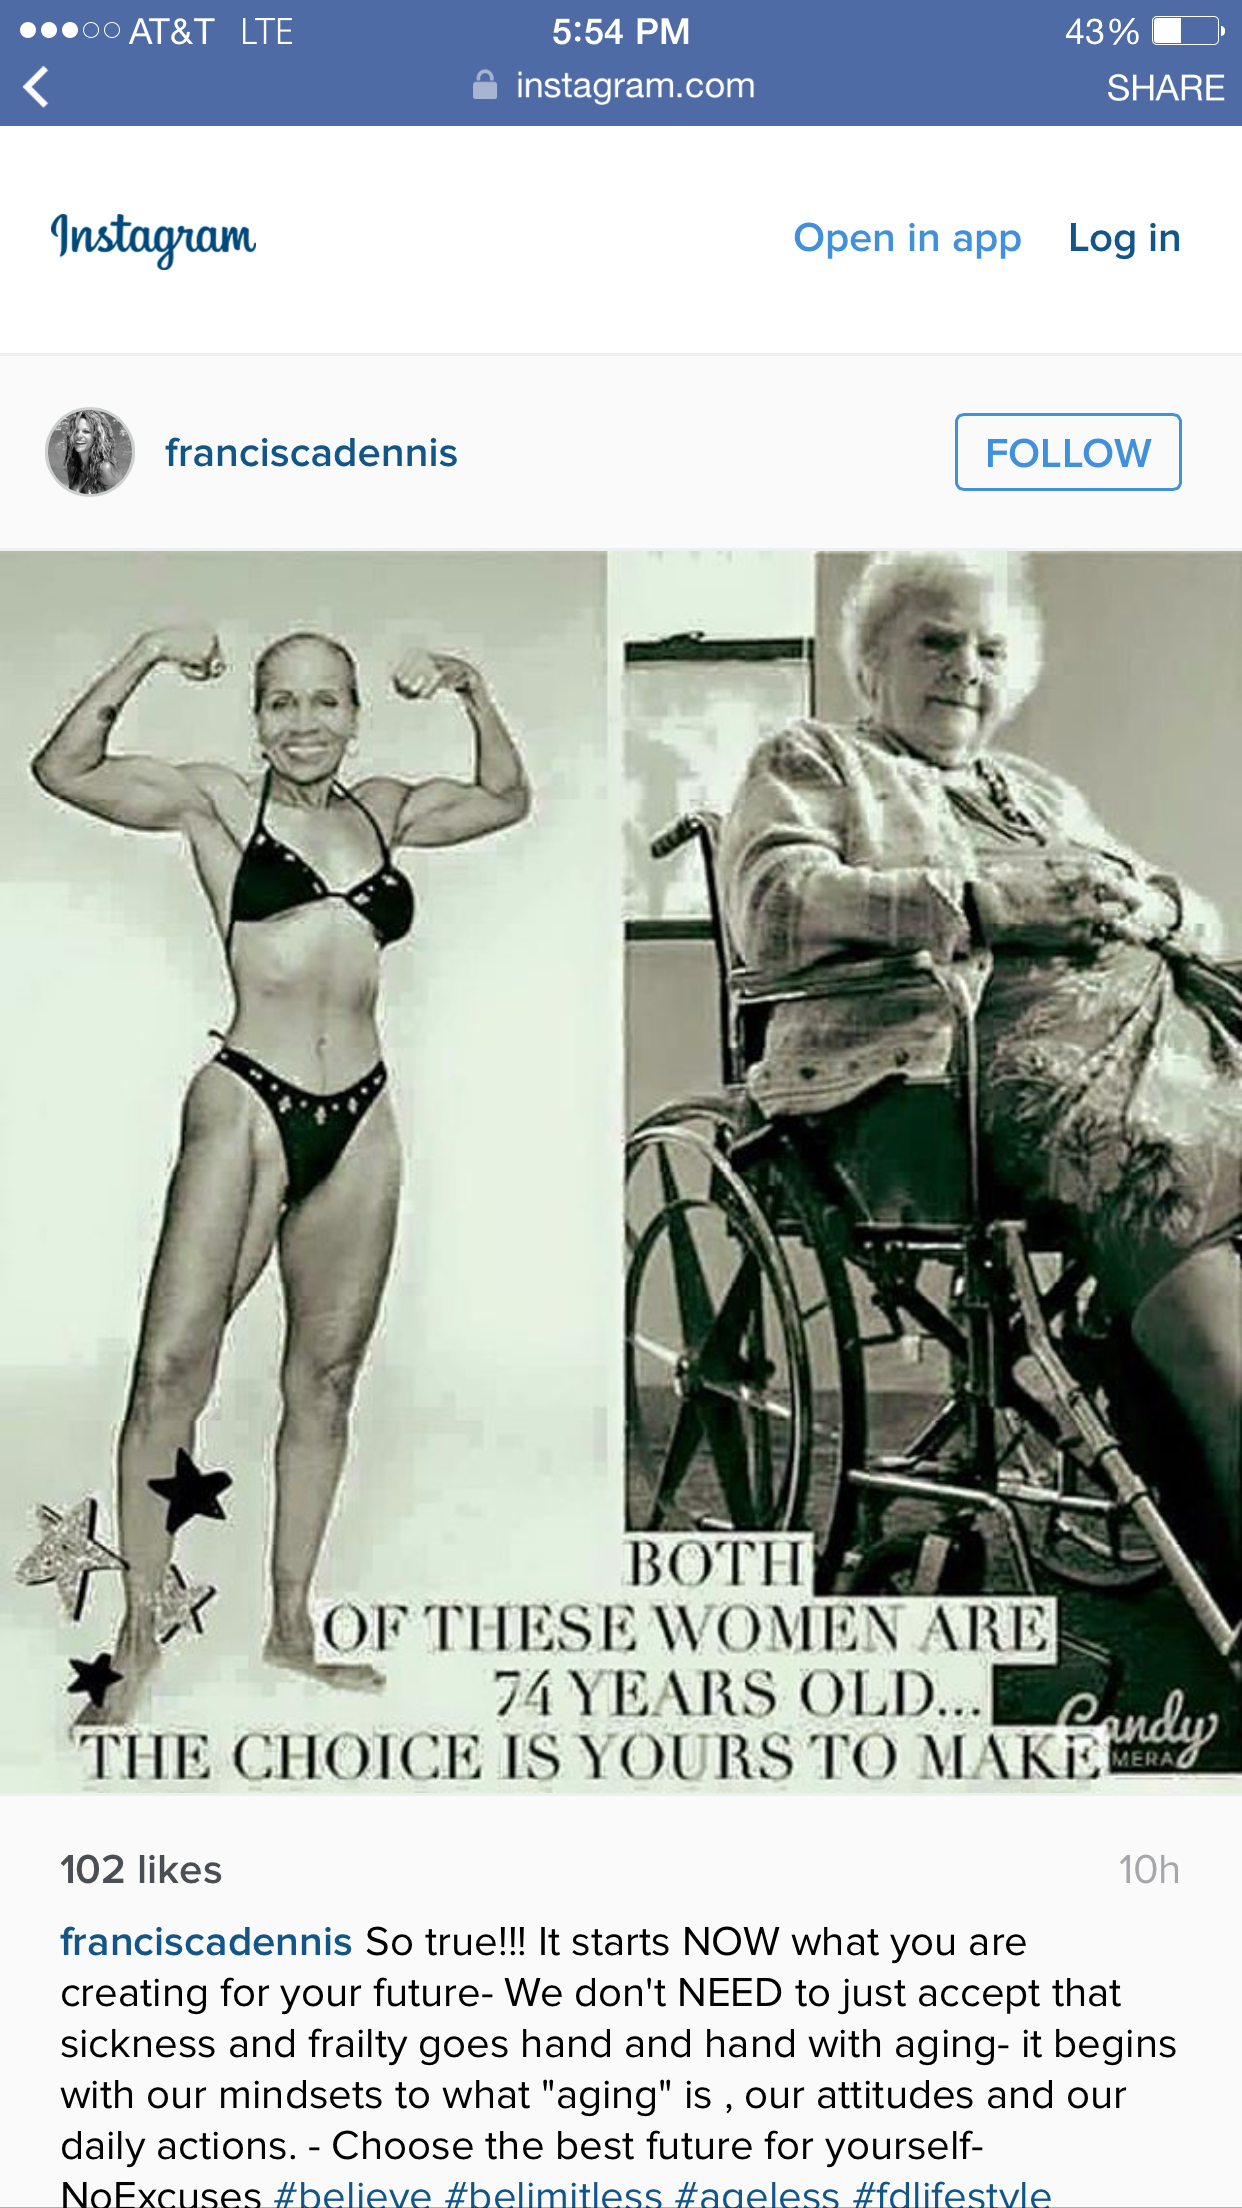 AT&T LTE 5:54 PM 43%
instagram.com SHARE
Instagram Open in app Log in
franciscadennis FOLLOW
BOTH
OF THESE WOMEN ARE
74 YEARS OLD...
THE CHOICE IS YOURS TO MAKE
Candy
MERA
102 likes 10h
franciscadennis So true!!! It starts NOW what you are
creating for your future- We don't NEED to just accept that
sickness and frailty goes hand and hand with aging- it begins
with our mindsets to what "aging" is , our attitudes and our
daily actions. - Choose the best future for yourself-
NoExcuses #believe #belimitless #ageless #fdlifestyle